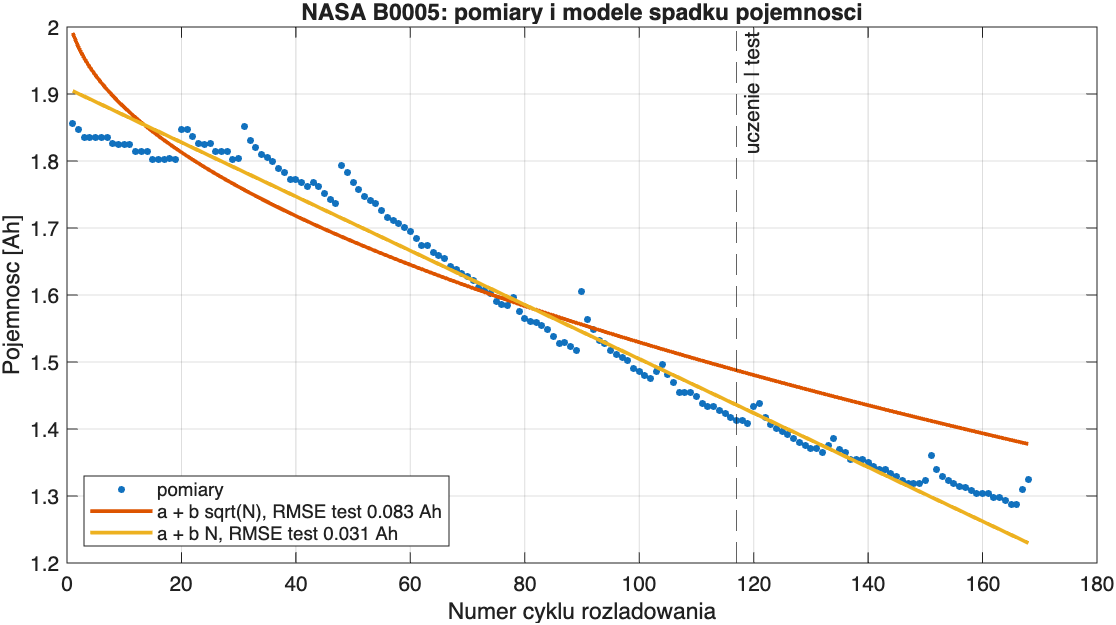 NASA B0005: pomiary i modele spadku pojemnosci
Pojemnosc [Ah]
2
1.9
1.8
1.7
1.6
1.5
1.4
1.3
1.2
uczenie | test
pomiary
a + b sqrt(N), RMSE test 0.083 Ah
a + b N, RMSE test 0.031 Ah
0 20 40 60 80 100 120 140 160 180
Numer cyklu rozladowania